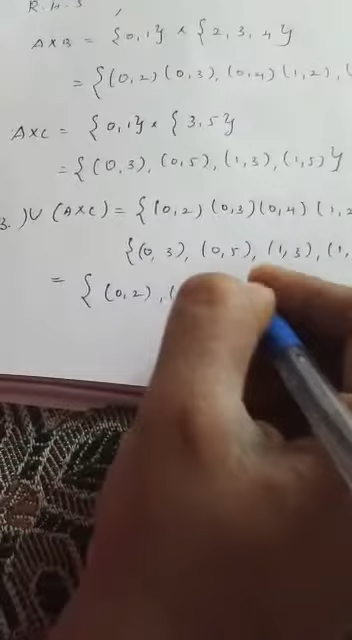 R.H.S
A×B = {0,1} × {2, 3, 4}
= {(0,2) (0,3), (0,4) (1,2),
A×C = {0,1} × {3,5}
= {(0,3), (0,5), (1,3), (1,5)}
B)∪(A×C) = {(0,2) (0,3)(0,4) (1,2
{(0,3), (0,5), (1,3), (1,
= { (0,2), (